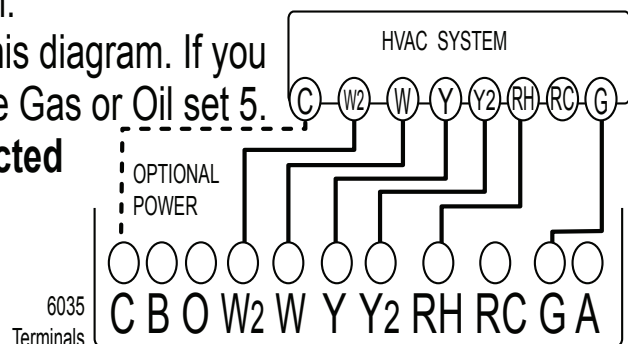 HVAC SYSTEM
his diagram. If you
e Gas or Oil set 5.
cted
C W2 W Y Y2 RH RC G
OPTIONAL
POWER
6035
Terminals
C B O W2 W Y Y2 RH RC G A